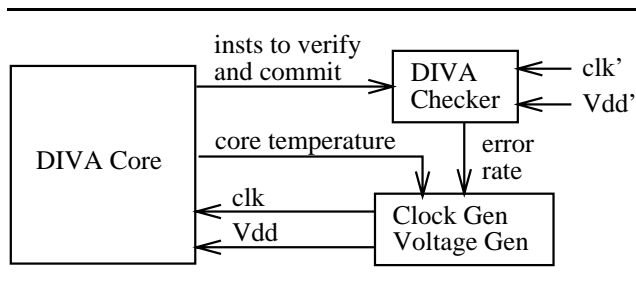 insts to verify
and commit
DIVA
Checker
clk’
Vdd’
DIVA Core
core temperature
error
rate
clk
Vdd
Clock Gen
Voltage Gen